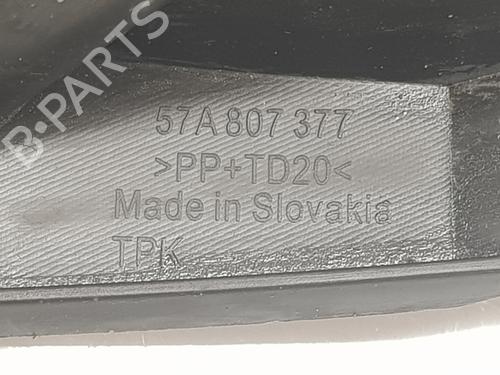 B-PARTS
57A 807 377
>PP+TD20<
Made in Slovakia
TPK